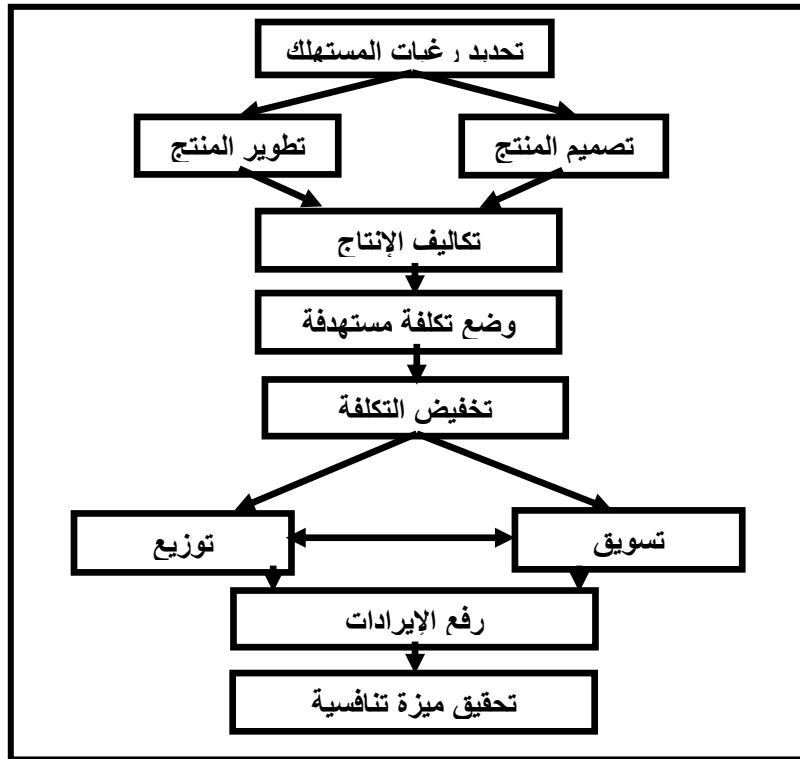 تحديد رغبات المستهلك
تصميم المنتج
تطوير المنتج
تكاليف الإنتاج
وضع تكلفة مستهدفة
تخفيض التكلفة
تسويق
توزيع
رفع الإيرادات
تحقيق ميزة تنافسية